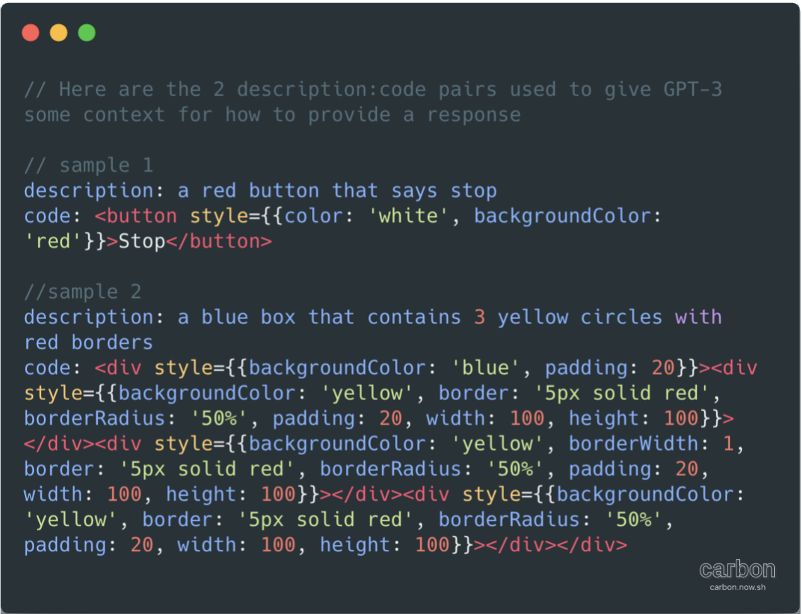 // Here are the 2 description:code pairs used to give GPT-3
some context for how to provide a response
// sample 1
description: a red button that says stop
code: <button style={{color: 'white', backgroundColor:
'red'}}>Stop</button>
//sample 2
description: a blue box that contains 3 yellow circles with
red borders
code: <div style={{backgroundColor: 'blue', padding: 20}}><div
style={{backgroundColor: 'yellow', border: '5px solid red',
borderRadius: '50%', padding: 20, width: 100, height: 100}}>
</div><div style={{backgroundColor: 'yellow', borderWidth: 1,
border: '5px solid red', borderRadius: '50%', padding: 20,
width: 100, height: 100}}></div><div style={{backgroundColor:
'yellow', border: '5px solid red', borderRadius: '50%',
padding: 20, width: 100, height: 100}}></div></div>
carbon
carbon.now.sh